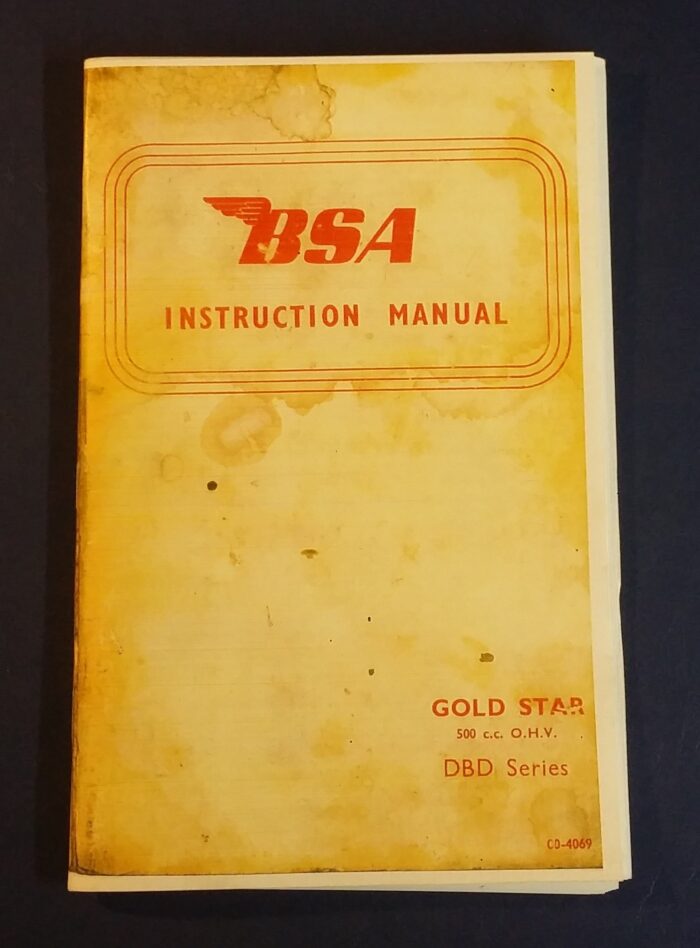 BSA
INSTRUCTION MANUAL
GOLD STAR
500 c.c. O.H.V.
DBD Series
CD-4069